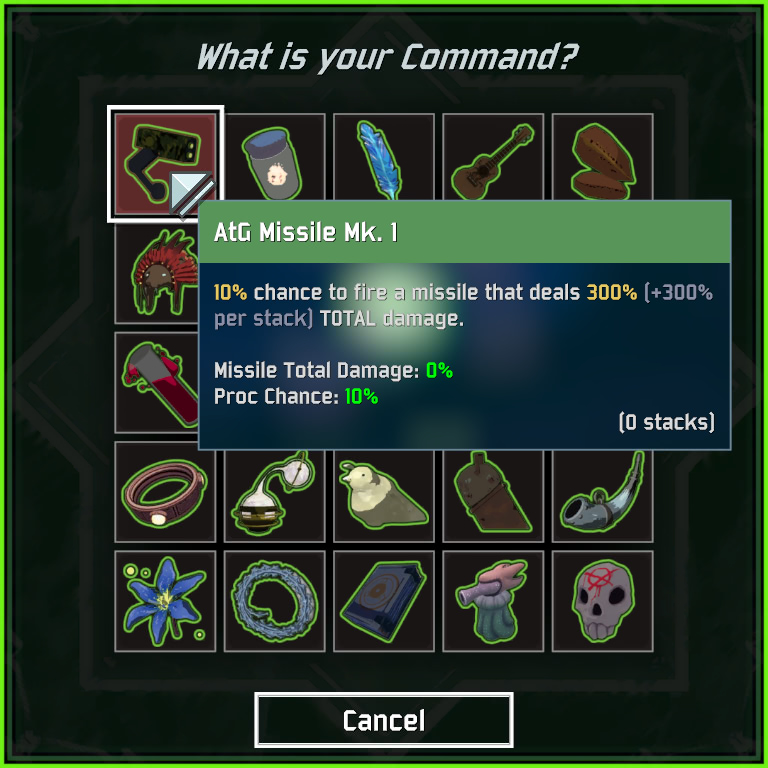 What is your Command?
AtG Missile Mk. 1
10% chance to fire a missile that deals 300% (+300%
per stack) TOTAL damage.
Missile Total Damage: 0%
Proc Chance: 10%
(0 stacks)
Cancel